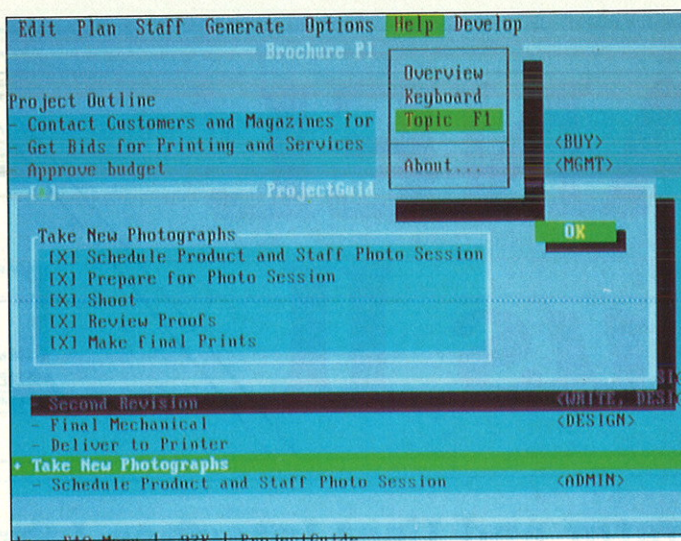 Edit Plan Staff Generate Options Help Develop
Brochure P1
Overview
Keyboard
Topic F1
About...
Project Outline
- Contact Customers and Magazines for
- Get Bids for Printing and Services <BUY>
- Approve budget <MGMT>
ProjectGuid
OK
Take New Photographs
[X] Schedule Product and Staff Photo Session
[X] Prepare for Photo Session
[X] Shoot
[X] Review Proofs
[X] Make Final Prints
- Second Revision <WRITE, DESIG
- Final Mechanical <DESIGN>
- Deliver to Printer
+ Take New Photographs
- Schedule Product and Staff Photo Session <ADMIN>